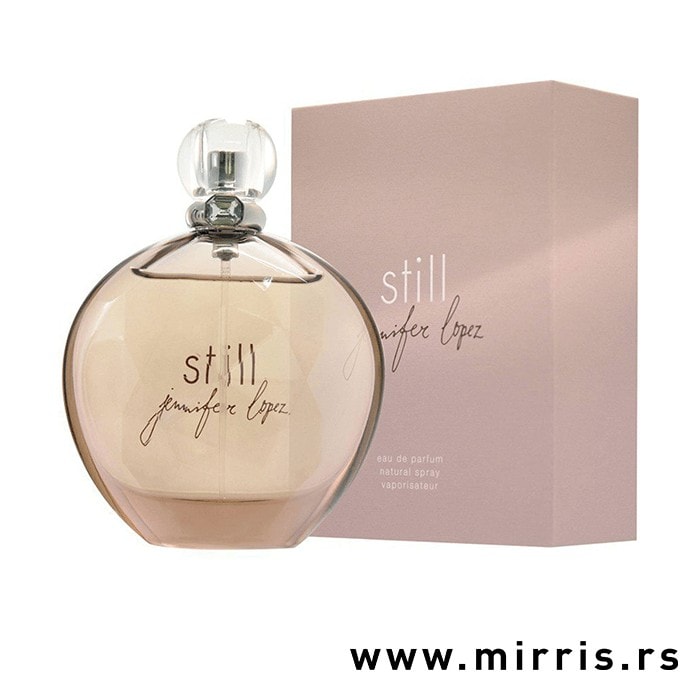 still
jennifer lopez
still
jennifer lopez
eau de parfum
natural spray
vaporisateur
www.mirris.rs